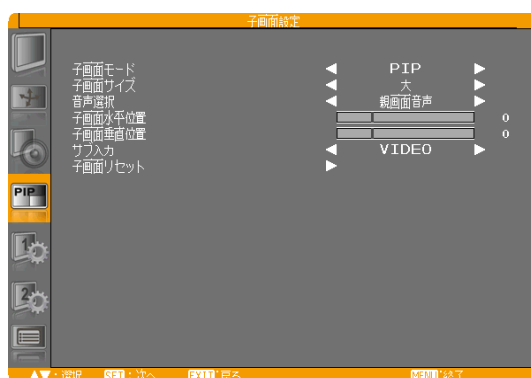 子画面設定
子画面モード ◀ PIP ▶
子画面サイズ ◀ 大 ▶
音声選択 ◀ 親画面音声 ▶
子画面水平位置 0
子画面垂直位置 0
サブ入力 ◀ VIDEO ▶
子画面リセット ▶
PIP
1
2
▲▼:選択 SET:次へ EXIT:戻る MENU:終了